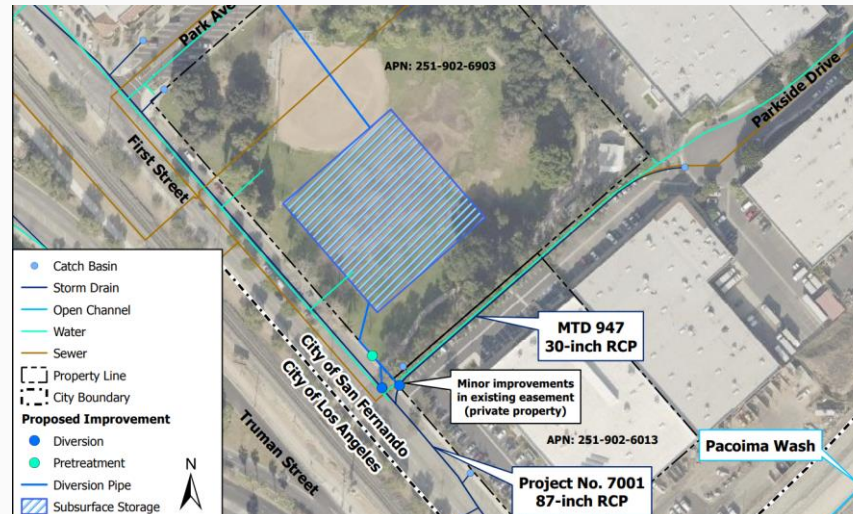 Park Ave
APN: 251-902-6903
Parkside Drive
First Street
Catch Basin
Storm Drain
Open Channel
Water
Sewer
Property Line
City Boundary
Proposed Improvement
Diversion
Pretreatment
Diversion Pipe
Subsurface Storage
N
City of San Fernando
City of Los Angeles
Truman Street
MTD 947
30-inch RCP
Minor improvements
in existing easement
(private property)
APN: 251-902-6013
Pacoima Wash
Project No. 7001
87-inch RCP